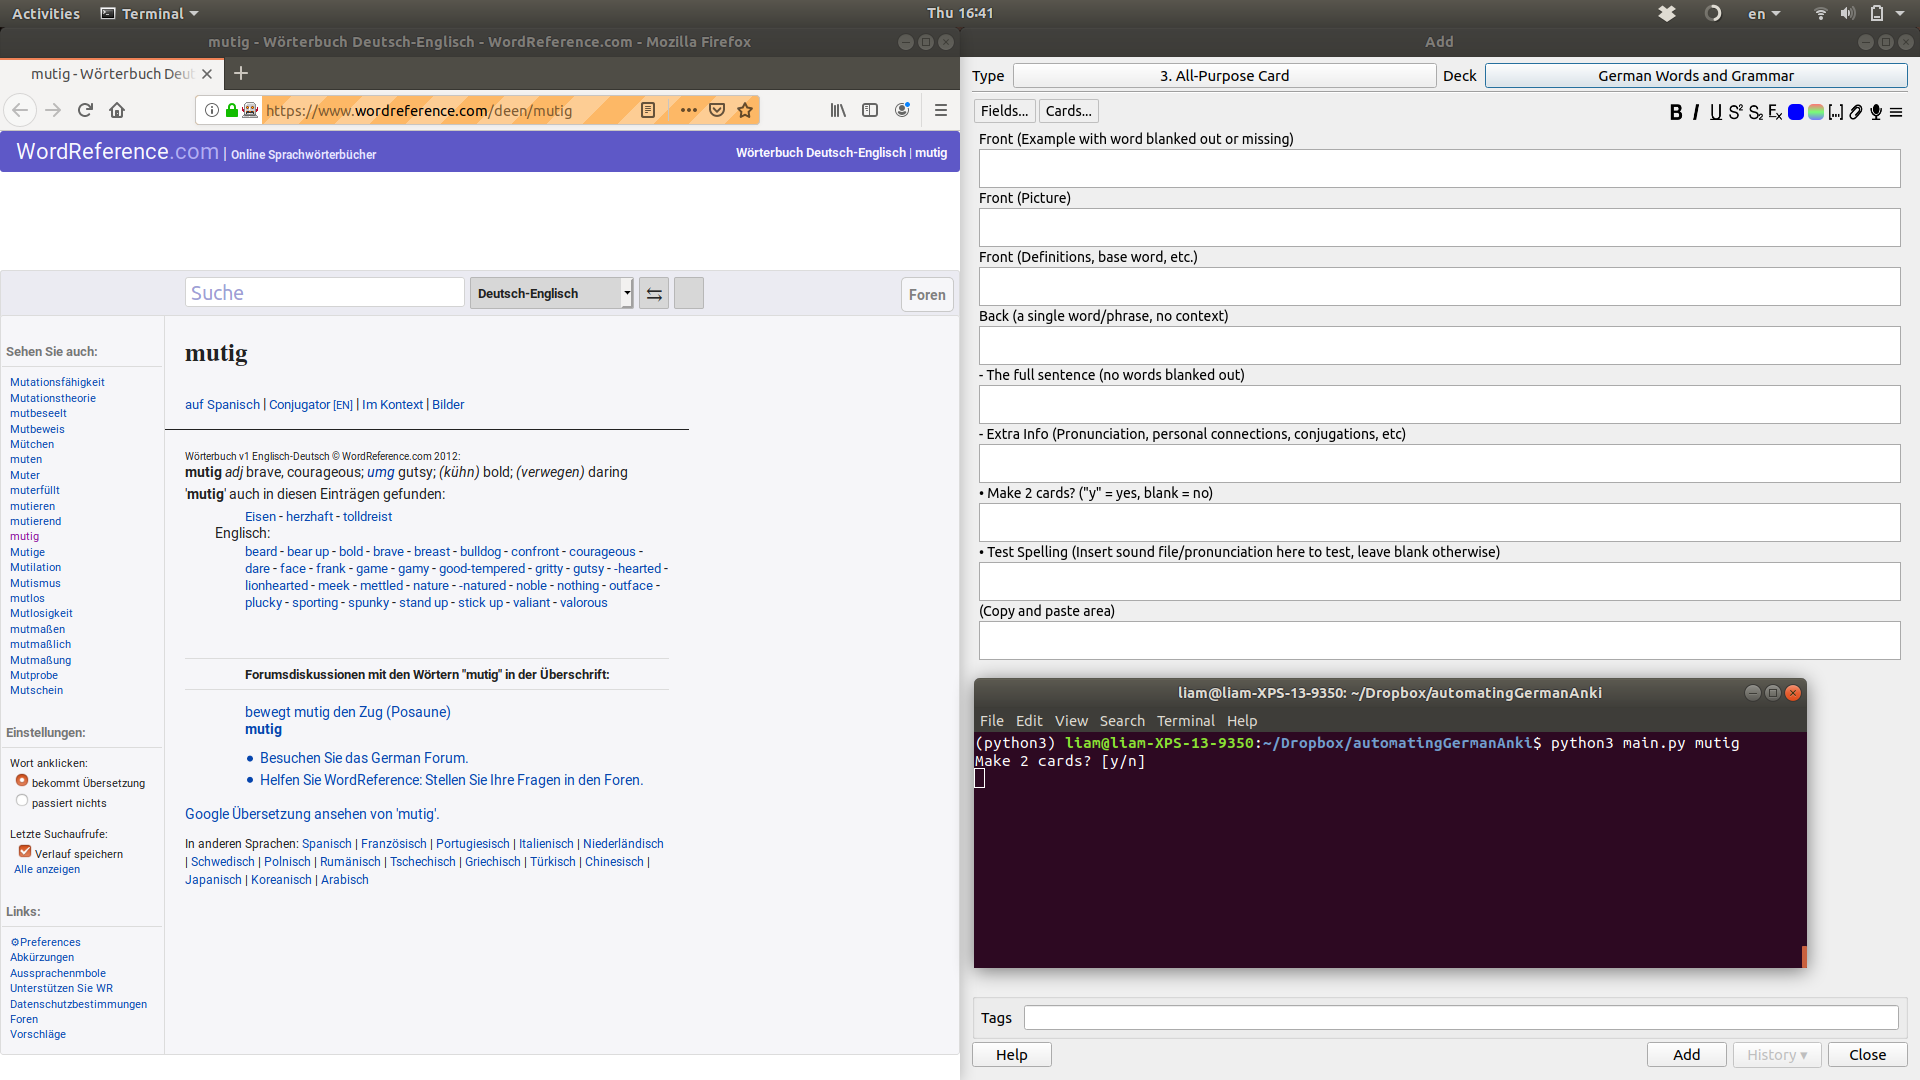 Activities
Terminal
Thu 16:41
en
mutig - Wörterbuch Deutsch-Englisch - WordReference.com - Mozilla Firefox
mutig - Wörterbuch Deut
https://www.wordreference.com/deen/mutig
WordReference.com | Online Sprachwörterbücher
Wörterbuch Deutsch-Englisch | mutig
Suche
Deutsch-Englisch
Foren
Sehen Sie auch:
Mutationsfähigkeit
Mutationstheorie
mutbeseelt
Mutbeweis
Mütchen
muten
Muter
muterfüllt
mutieren
mutierend
mutig
Mutige
Mutilation
Mutismus
mutlos
Mutlosigkeit
mutmaßen
mutmaßlich
Mutmaßung
Mutprobe
Mutschein
Einstellungen:
Wort anklicken:
bekommt Übersetzung
passiert nichts
Letzte Suchaufrufe:
Verlauf speichern
Alle anzeigen
Links:
Preferences
Abkürzungen
Aussprachenmbole
Unterstützen Sie WR
Datenschutzbestimmungen
Foren
Vorschläge
mutig
auf Spanisch | Conjugator [EN] | Im Kontext | Bilder
Wörterbuch v1 Englisch-Deutsch © WordReference.com 2012:
mutig adj brave, courageous; umg gutsy; (kühn) bold; (verwegen) daring
'mutig' auch in diesen Einträgen gefunden:
Eisen - herzhaft - tolldreist
Englisch:
beard - bear up - bold - brave - breast - bulldog - confront - courageous -
dare - face - frank - game - gamy - good-tempered - gritty - gutsy - -hearted -
lionhearted - meek - mettled - nature - -natured - noble - nothing - outface -
plucky - sporting - spunky - stand up - stick up - valiant - valorous
Forumsdiskussionen mit den Wörtern "mutig" in der Überschrift:
bewegt mutig den Zug (Posaune)
mutig
• Besuchen Sie das German Forum.
• Helfen Sie WordReference: Stellen Sie Ihre Fragen in den Foren.
Google Übersetzung ansehen von 'mutig'.
In anderen Sprachen: Spanisch | Französisch | Portugiesisch | Italienisch | Niederländisch
| Schwedisch | Polnisch | Rumänisch | Tschechisch | Griechisch | Türkisch | Chinesisch |
Japanisch | Koreanisch | Arabisch
Add
Type
3. All-Purpose Card
Deck
German Words and Grammar
Fields...
Cards...
B I U S² S₂ Ex [...]
Front (Example with word blanked out or missing)
Front (Picture)
Front (Definitions, base word, etc.)
Back (a single word/phrase, no context)
- The full sentence (no words blanked out)
- Extra Info (Pronunciation, personal connections, conjugations, etc)
• Make 2 cards? ("y" = yes, blank = no)
• Test Spelling (Insert sound file/pronunciation here to test, leave blank otherwise)
(Copy and paste area)
liam@liam-XPS-13-9350: ~/Dropbox/automatingGermanAnki
File Edit View Search Terminal Help
(python3) liam@liam-XPS-13-9350:~/Dropbox/automatingGermanAnki$ python3 main.py mutig
Make 2 cards? [y/n]
Tags
Help
Add
History
Close